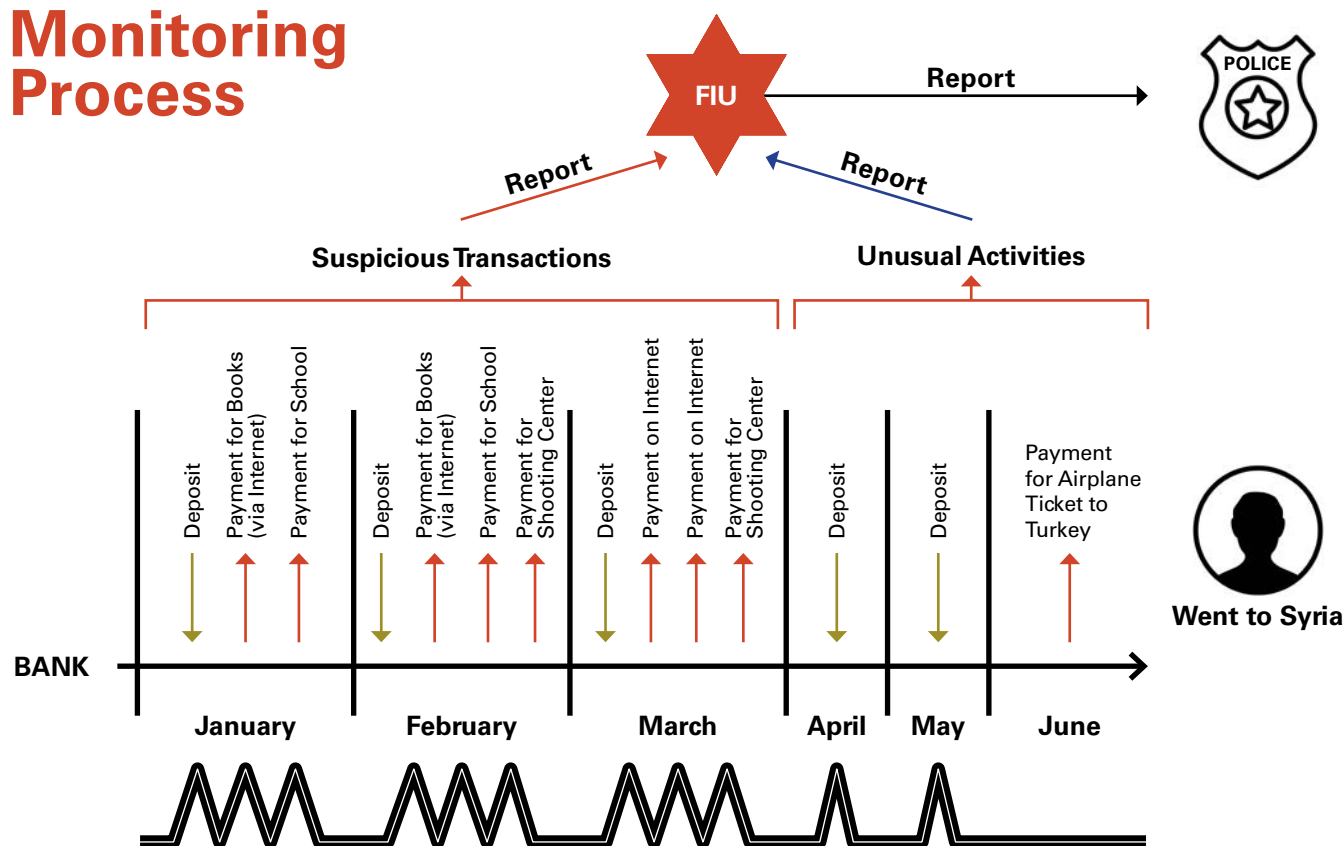 Monitoring
Process
FIU
Report
POLICE
Report
Report
Suspicious Transactions
Unusual Activities
Deposit
Payment for Books
(via Internet)
Payment for School
Deposit
Payment for Books
(via Internet)
Payment for School
Payment for
Shooting Center
Deposit
Payment on Internet
Payment on Internet
Payment for
Shooting Center
Deposit
Deposit
Payment
for Airplane
Ticket to
Turkey
Went to Syria
BANK
January
February
March
April
May
June